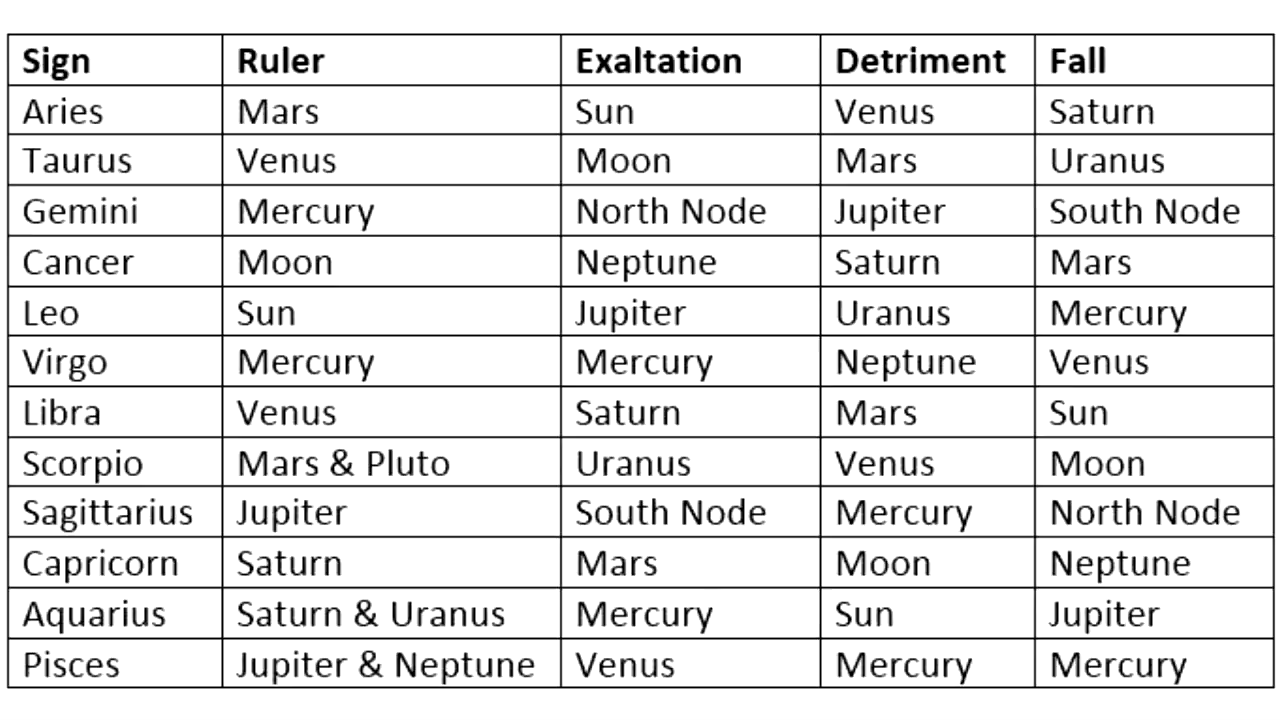 Sign Ruler Exaltation Detriment Fall
Aries Mars Sun Venus Saturn
Taurus Venus Moon Mars Uranus
Gemini Mercury North Node Jupiter South Node
Cancer Moon Neptune Saturn Mars
Leo Sun Jupiter Uranus Mercury
Virgo Mercury Mercury Neptune Venus
Libra Venus Saturn Mars Sun
Scorpio Mars & Pluto Uranus Venus Moon
Sagittarius Jupiter South Node Mercury North Node
Capricorn Saturn Mars Moon Neptune
Aquarius Saturn & Uranus Mercury Sun Jupiter
Pisces Jupiter & Neptune Venus Mercury Mercury